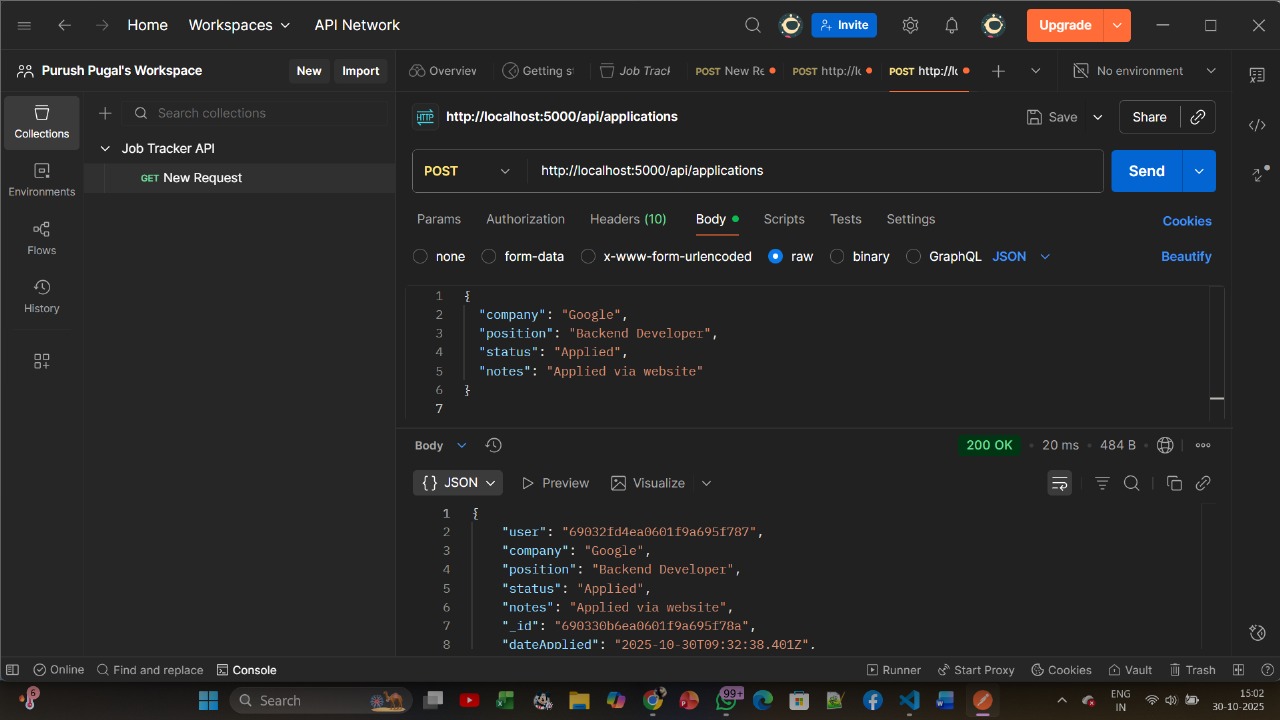 Home Workspaces API Network Invite Upgrade
Purush Pugal's Workspace New Import Overview Getting s Job Track POST New Re POST http://lo POST http://lo No environment
Collections
Search collections
http://localhost:5000/api/applications Save Share
Job Tracker API
GET New Request
POST http://localhost:5000/api/applications Send
Environments
Params Authorization Headers (10) Body Scripts Tests Settings Cookies
Flows
none form-data x-www-form-urlencoded raw binary GraphQL JSON Beautify
History
1 {
2 "company": "Google",
3 "position": "Backend Developer",
4 "status": "Applied",
5 "notes": "Applied via website"
6 }
7
Body 200 OK 20 ms 484 B
{} JSON Preview Visualize
1 {
2 "user": "69032fd4ea0601f9a695f787",
3 "company": "Google",
4 "position": "Backend Developer",
5 "status": "Applied",
6 "notes": "Applied via website",
7 "_id": "690330b6ea0601f9a695f78a",
8 "dateApplied": "2025-10-30T09:32:38.401Z",
Online Find and replace Console Runner Start Proxy Cookies Vault Trash
6 Search 99+ ENG IN 15:02 30-10-2025